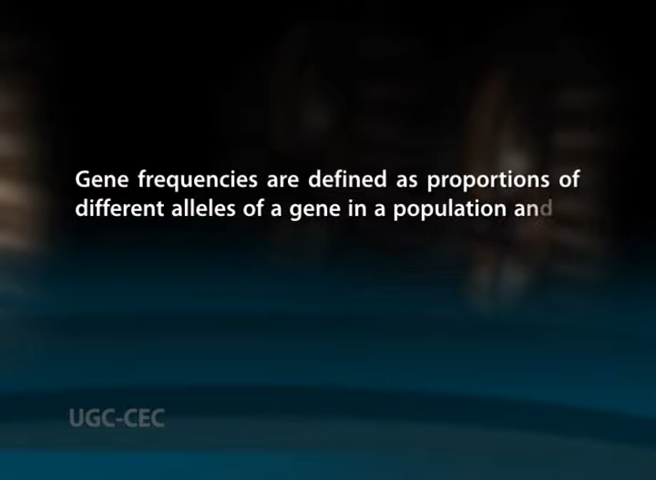 Gene frequencies are defined as proportions of
different alleles of a gene in a population and
UGC-CEC